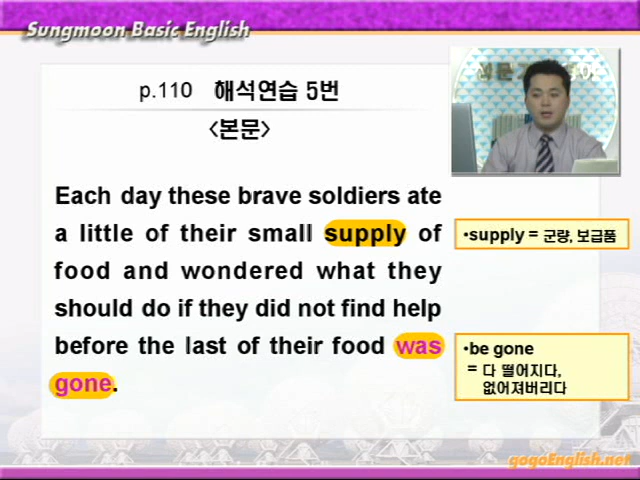 Sungmoon Basic English
p.110 해석연습 5번
<본문>
Each day these brave soldiers ate
a little of their small supply of
food and wondered what they
should do if they did not find help
before the last of their food was
gone.
•supply = 군량, 보급품
•be gone
= 다 떨어지다,
없어져버리다
gogoEnglish.net